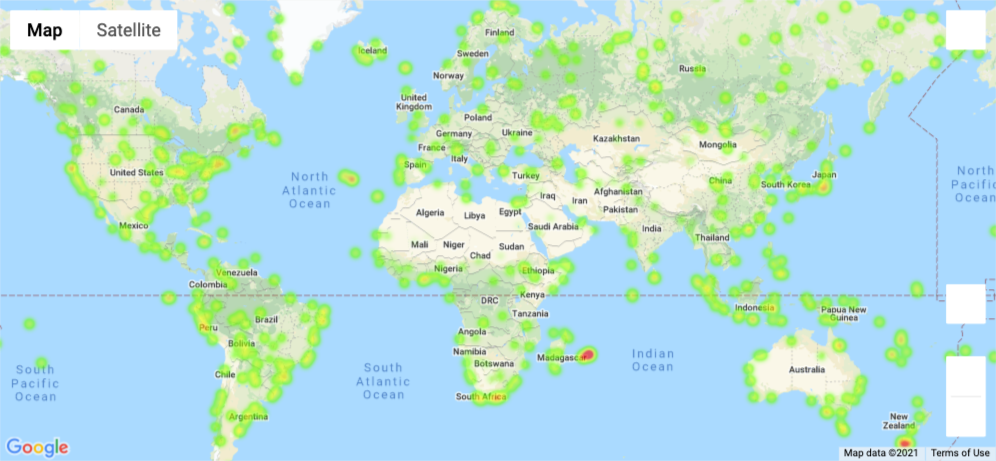 Map Satellite
Iceland
Finland
Sweden
Norway
Russia
United
Kingdom
Canada
Poland
Germany
Ukraine
Kazakhstan
France
Mongolia
Italy
Spain
United States
Turkey
China
South Korea
Japan
North
Atlantic
Ocean
North
Pacific
Ocean
Iraq
Iran
Afghanistan
Pakistan
Algeria
Libya
Egypt
Mexico
Saudi Arabia
India
Thailand
Mali
Niger
Sudan
Chad
Venezuela
Nigeria
Ethiopia
Colombia
DRC
Kenya
Indonesia
Papua New
Guinea
Peru
Brazil
Tanzania
Angola
Bolivia
Namibia
Botswana
Madagascar
Indian
Ocean
South
Pacific
Ocean
Chile
South
Atlantic
Ocean
Australia
South Africa
Argentina
New
Zealand
Google
Map data ©2021 Terms of Use